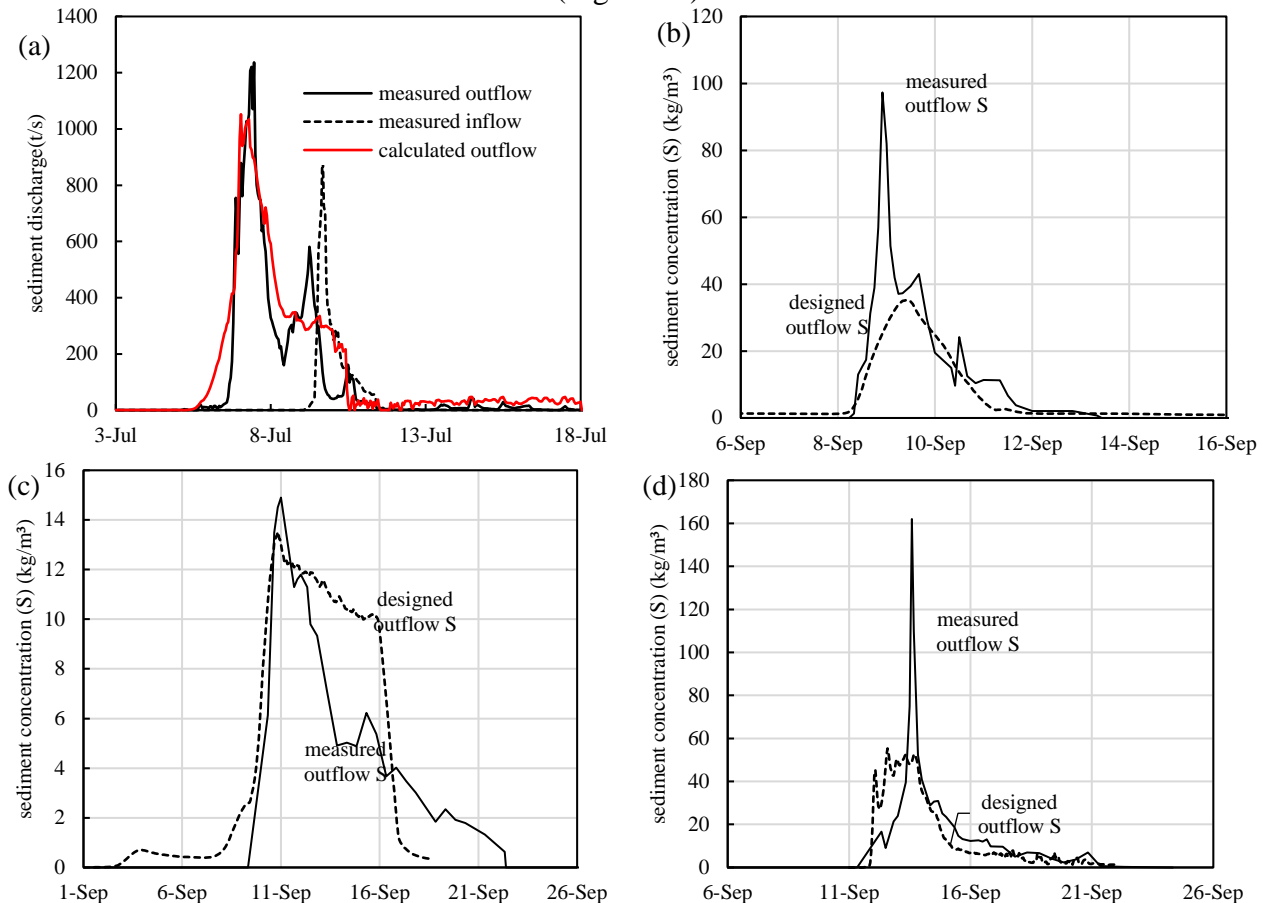 (a)
1400
1200
1000
800
600
400
200
0
sediment discharge(t/s)
measured outflow
measured inflow
calculated outflow
3-Jul 8-Jul 13-Jul 18-Jul
(b)
120
100
80
60
40
20
0
sediment concentration (S) (kg/m³)
measured
outflow S
designed
outflow S
6-Sep 8-Sep 10-Sep 12-Sep 14-Sep 16-Sep
(c)
16
14
12
10
8
6
4
2
0
sediment concentration (S) (kg/m³)
designed
outflow S
measured
outflow S
1-Sep 6-Sep 11-Sep 16-Sep 21-Sep 26-Sep
(d)
180
160
140
120
100
80
60
40
20
0
sediment concentration (S) (kg/m³)
measured
outflow S
designed
outflow S
6-Sep 11-Sep 16-Sep 21-Sep 26-Sep